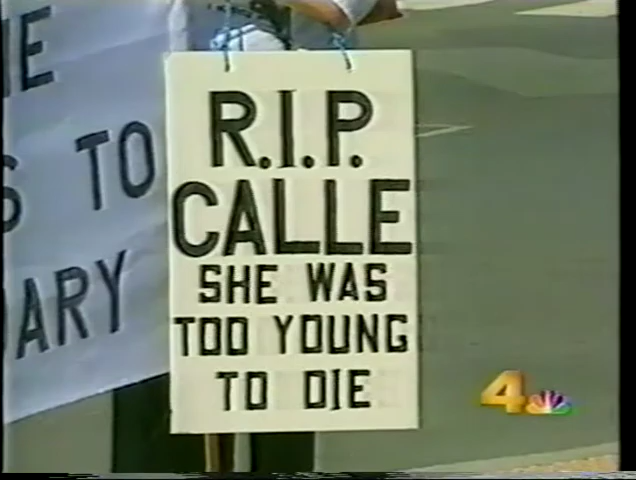 R.I.P.
CALLE
SHE WAS
TOO YOUNG
TO DIE
S TO
ARY
4